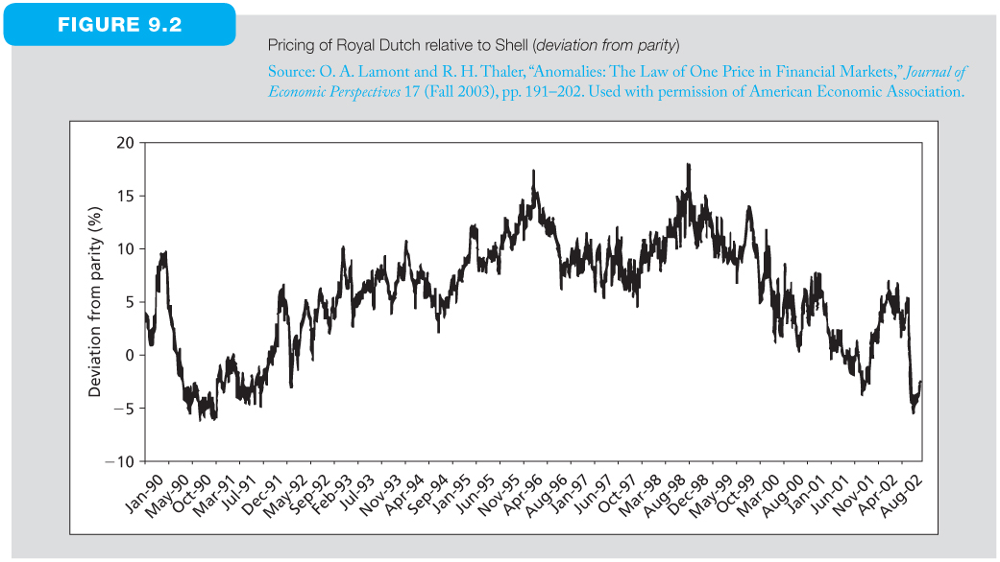 FIGURE 9.2
Pricing of Royal Dutch relative to Shell (deviation from parity)
Source: O. A. Lamont and R. H. Thaler, “Anomalies: The Law of One Price in Financial Markets,” Journal of
Economic Perspectives 17 (Fall 2003), pp. 191–202. Used with permission of American Economic Association.
Deviation from parity (%)
20
15
10
5
0
−5
−10
Jan-90
May-90
Oct-90
Mar-91
Jul-91
Dec-91
May-92
Sep-92
Feb-93
Jul-93
Nov-93
Apr-94
Sep-94
Jan-95
Jun-95
Nov-95
Apr-96
Aug-96
Jan-97
Jun-97
Oct-97
Mar-98
Aug-98
Dec-98
May-99
Oct-99
Mar-00
Aug-00
Jan-01
Jun-01
Nov-01
Apr-02
Aug-02